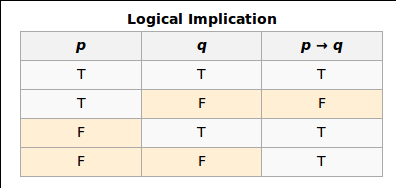 Logical Implication
p q p → q
T T T
T F F
F T T
F F T